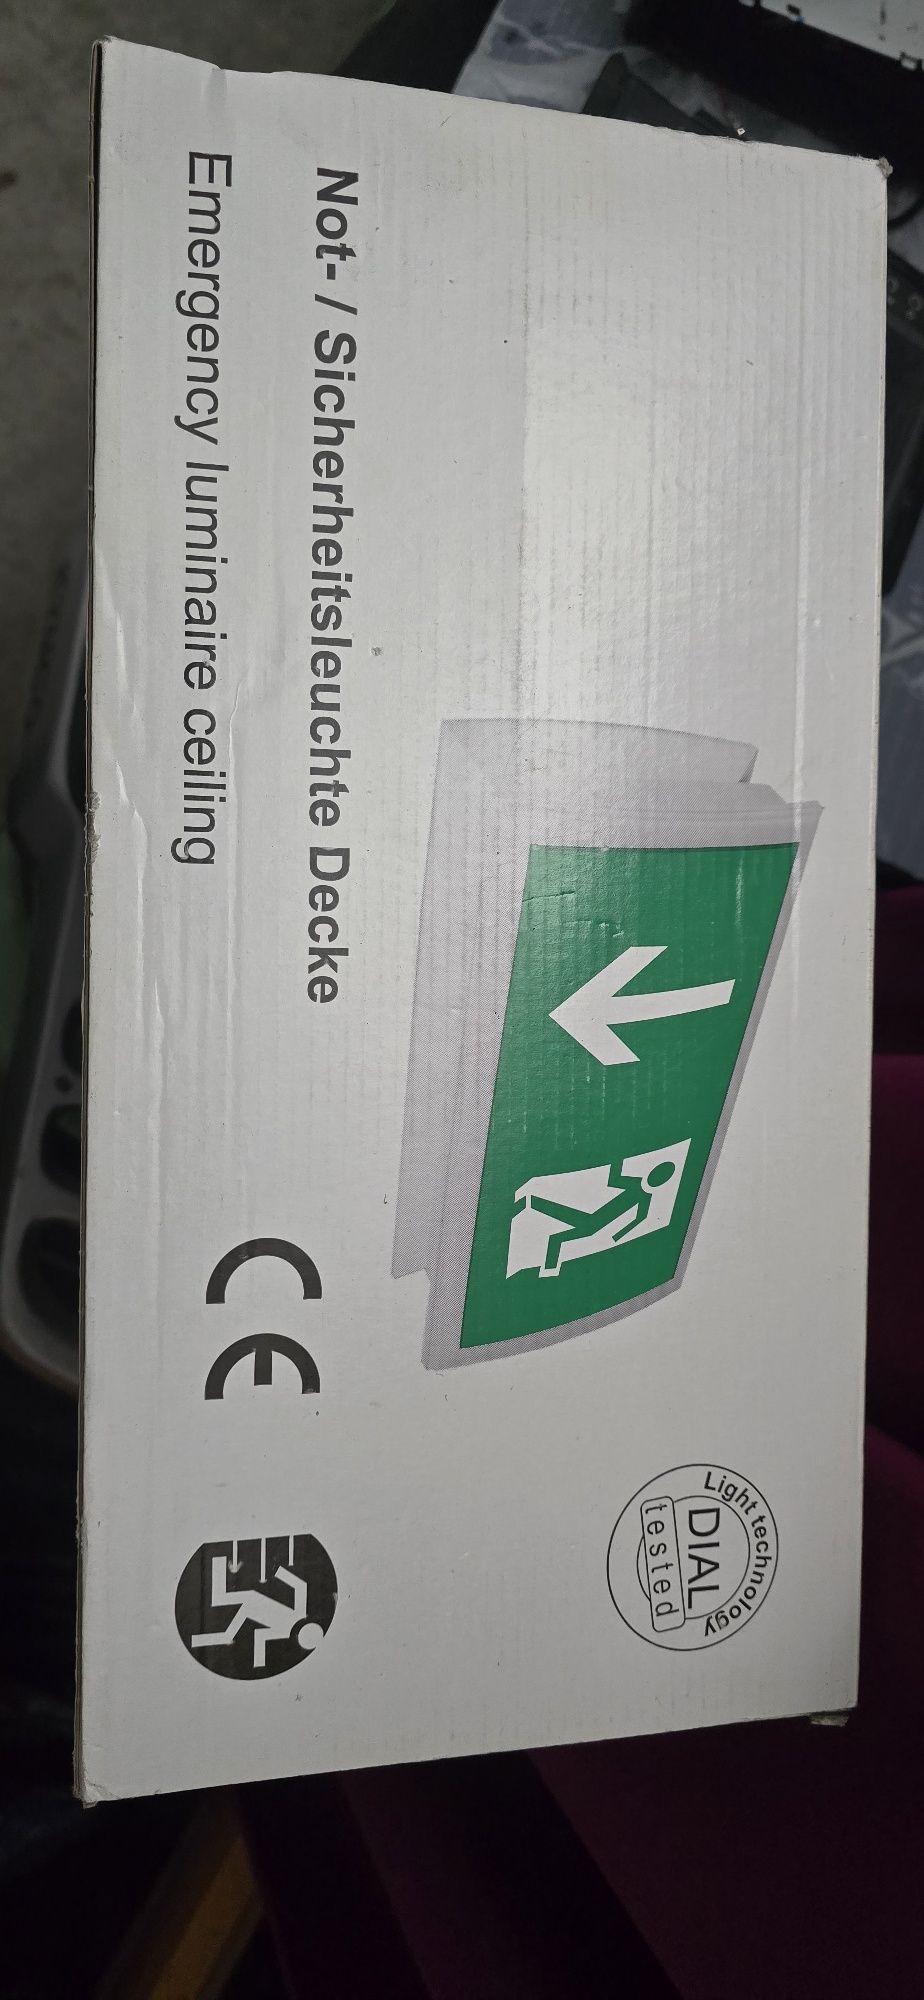 Light technology
DIAL
tested
Not- / Sicherheitsleuchte Decke
Emergency luminaire ceiling
CE